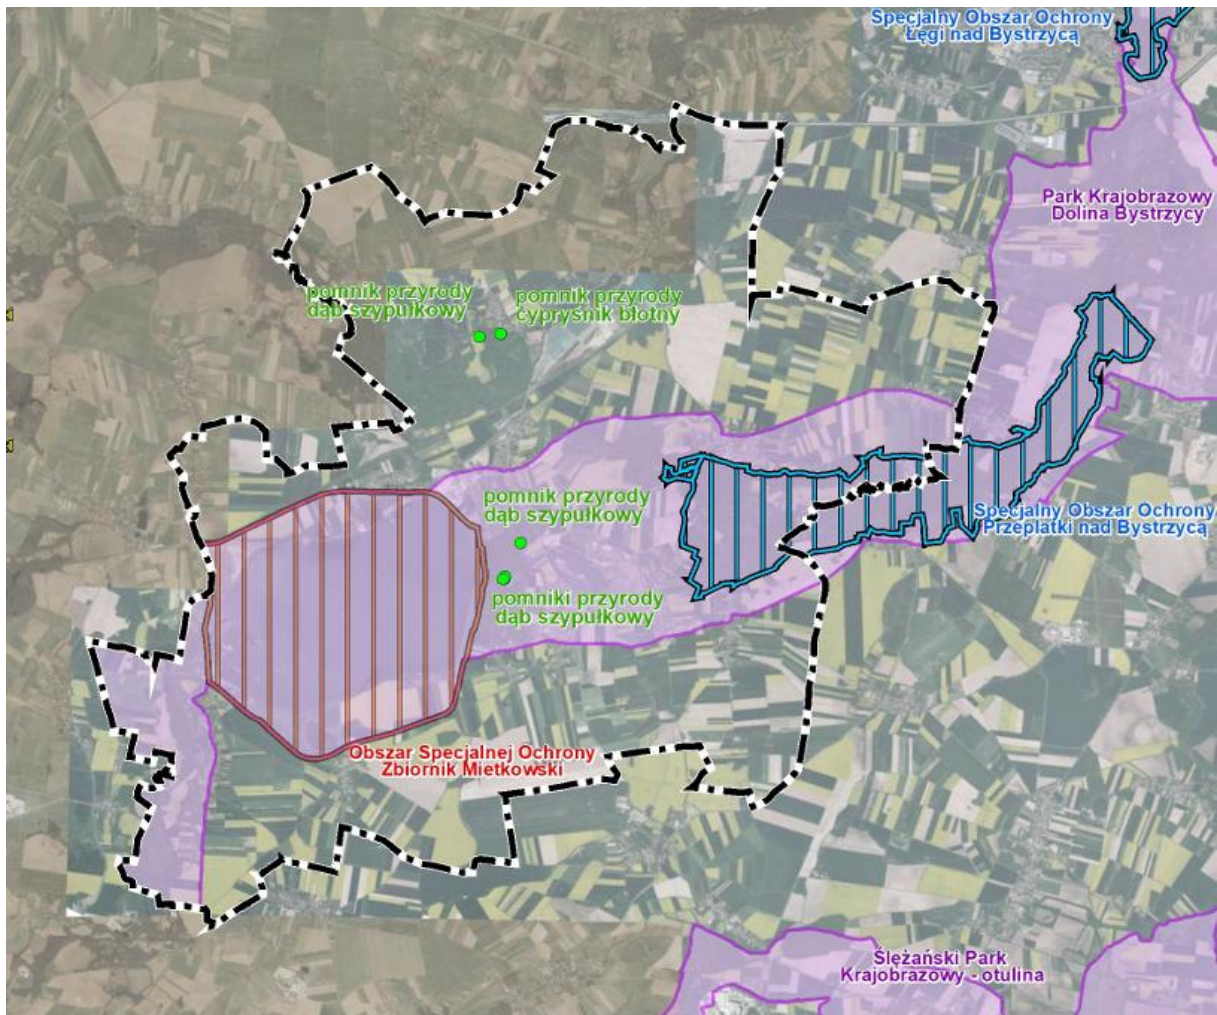 Specjalny Obszar Ochrony
Łęgi nad Bystrzycą
Park Krajobrazowy
Dolina Bystrzycy
pomnik przyrody
dąb szypułkowy
pomnik przyrody
cypryśnik błotny
pomnik przyrody
dąb szypułkowy
Specjalny Obszar Ochrony
Przeplatki nad Bystrzycą
pomniki przyrody
dąb szypułkowy
Obszar Specjalnej Ochrony
Zbiornik Mietkowski
Ślężański Park
Krajobrazowy - otulina